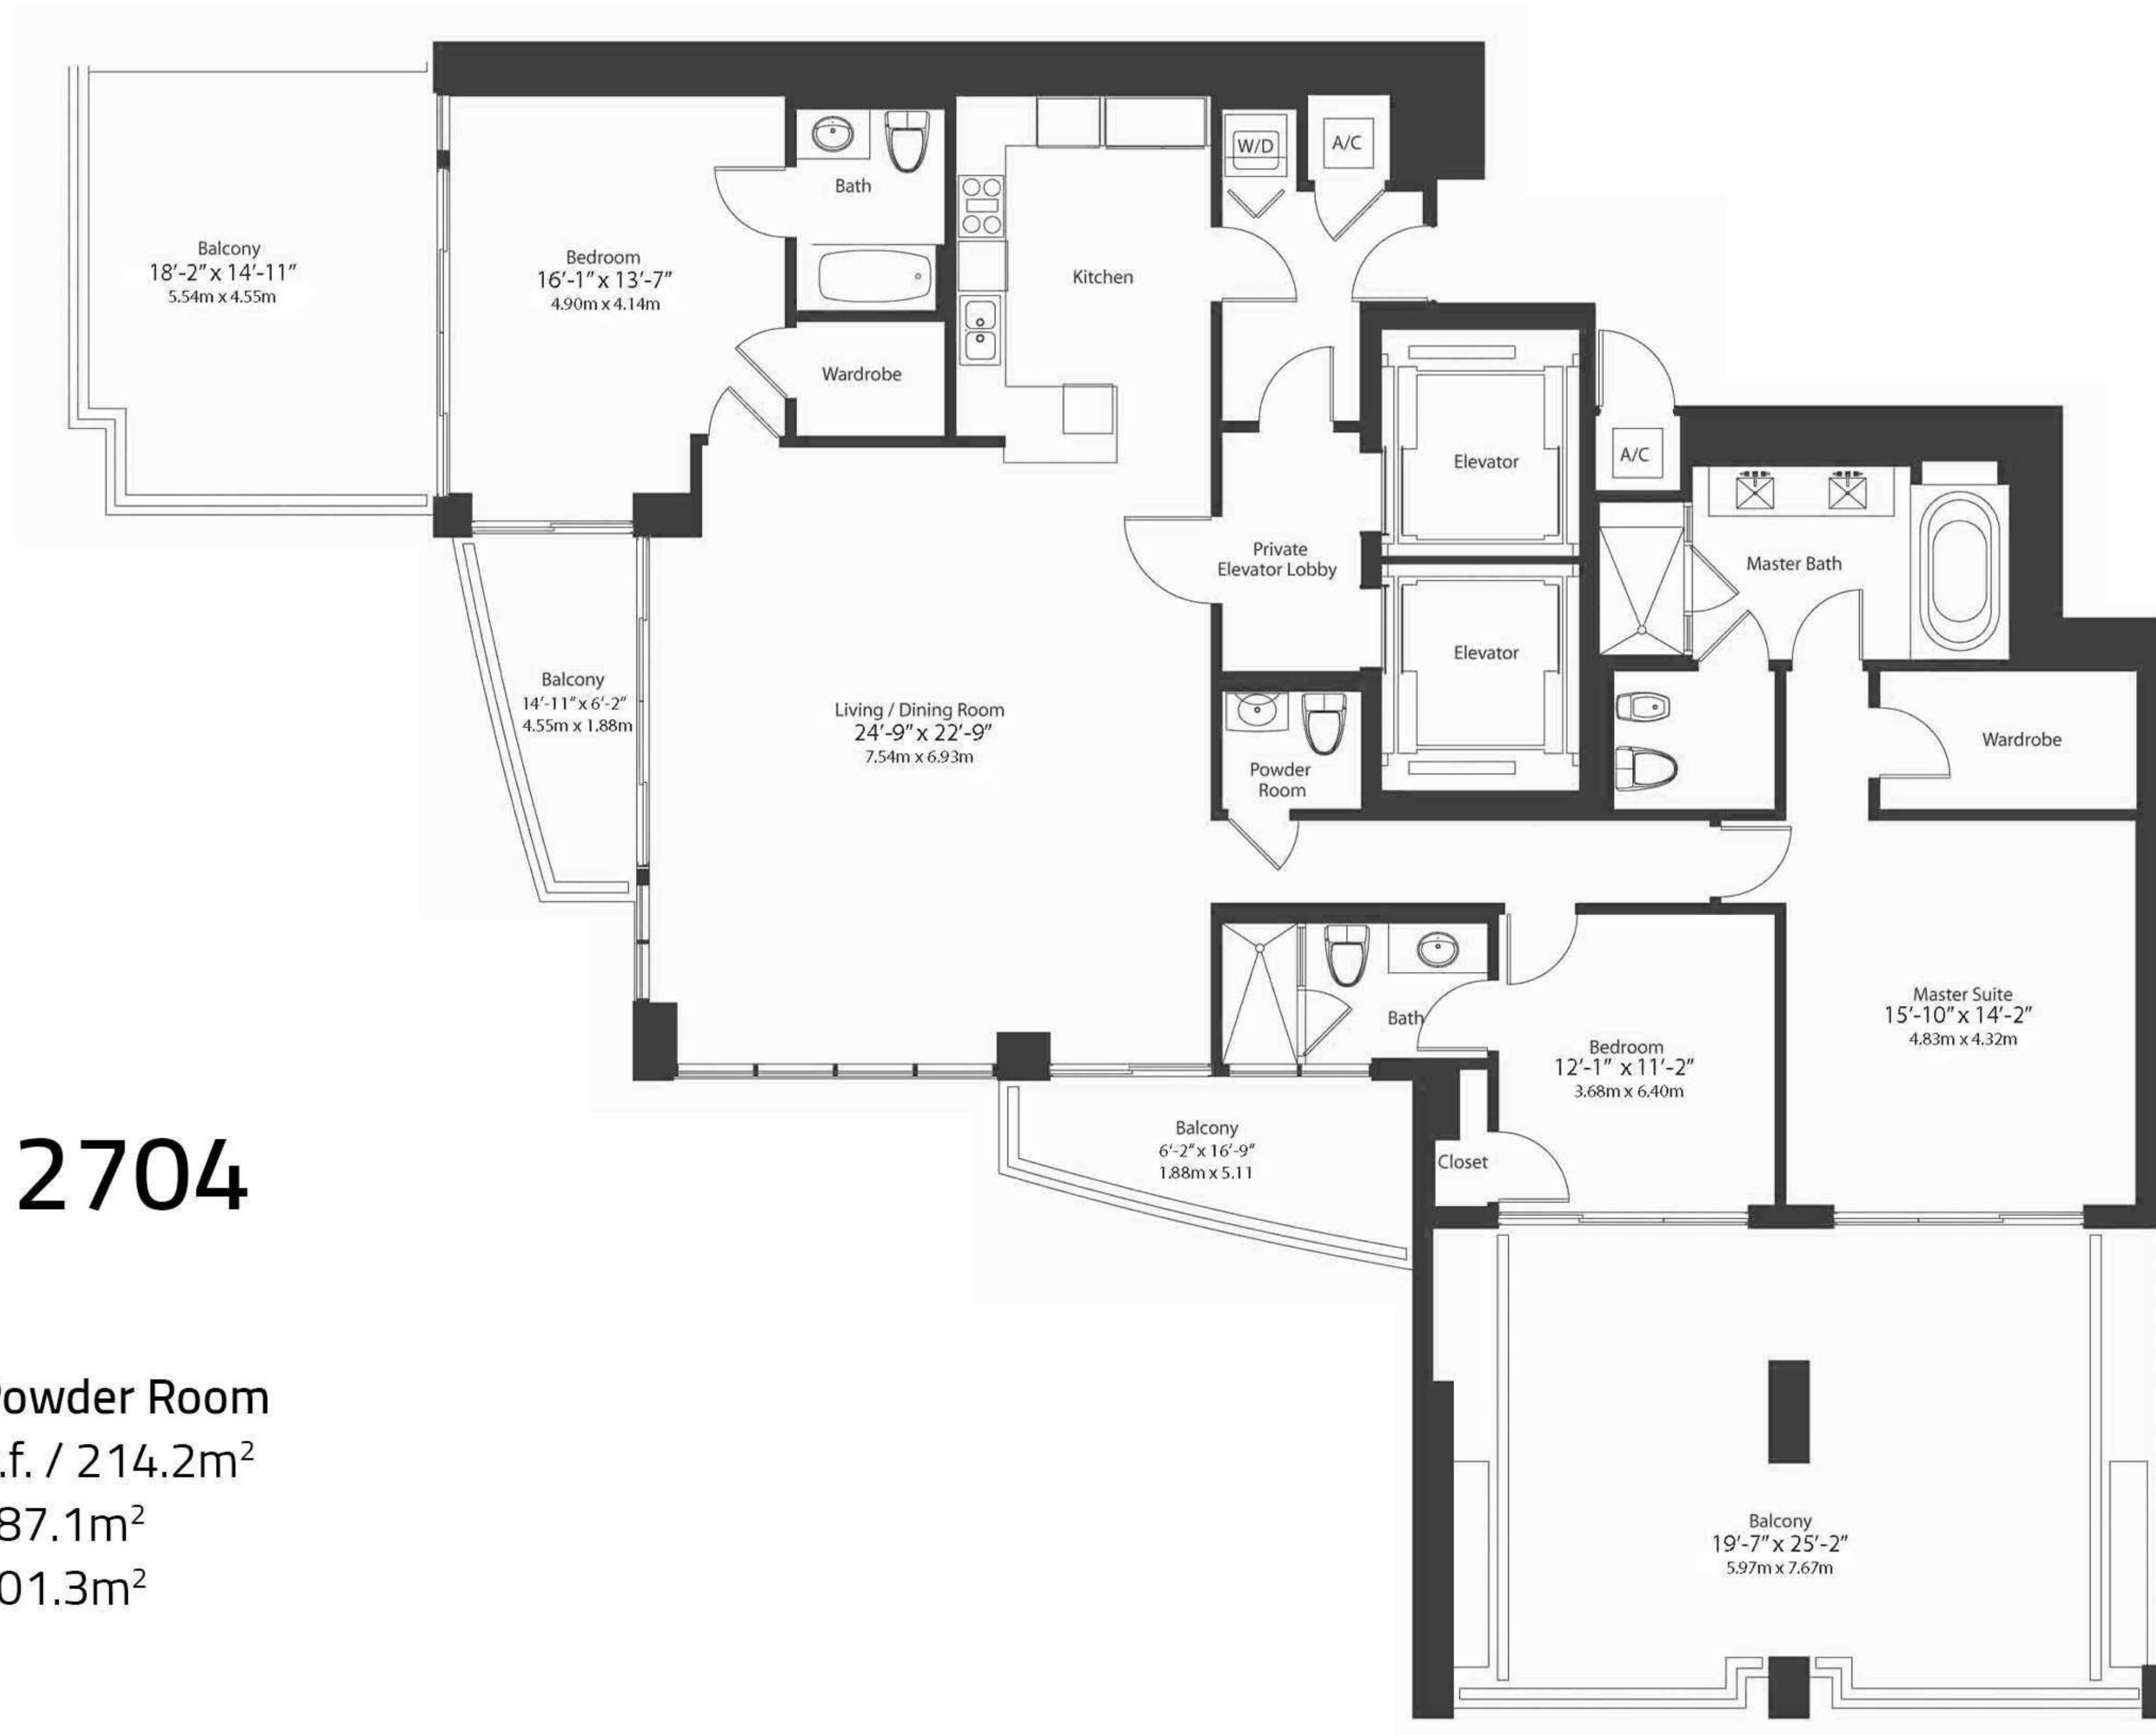 Balcony
18'-2" x 14'-11"
5.54m x 4.55m
Bedroom
16'-1" x 13'-7"
4.90m x 4.14m
Bath
Wardrobe
Kitchen
W/D
A/C
Elevator
A/C
Private
Elevator Lobby
Elevator
Master Bath
Wardrobe
Balcony
14'-11" x 6'-2"
4.55m x 1.88m
Living / Dining Room
24'-9" x 22'-9"
7.54m x 6.93m
Powder
Room
Bath
Bedroom
12'-1" x 11'-2"
3.68m x 6.40m
Master Suite
15'-10" x 14'-2"
4.83m x 4.32m
Closet
Balcony
6'-2" x 16'-9"
1.88m x 5.11
Balcony
19'-7" x 25'-2"
5.97m x 7.67m
2704
owder Room
.f. / 214.2m²
87.1m²
01.3m²